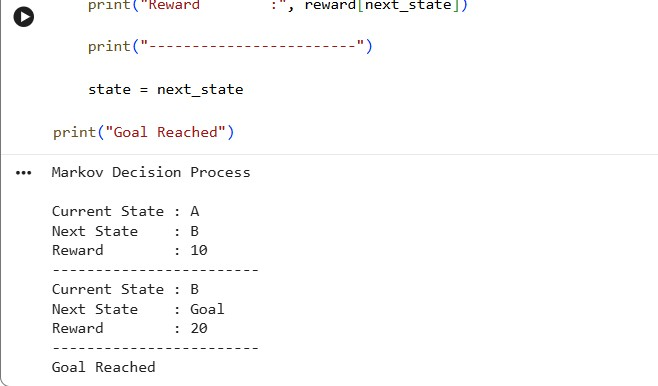 print("Reward        :", reward[next_state])
print("------------------------")
state = next_state
print("Goal Reached")
Markov Decision Process
Current State : A
Next State    : B
Reward        : 10
------------------------
Current State : B
Next State    : Goal
Reward        : 20
------------------------
Goal Reached